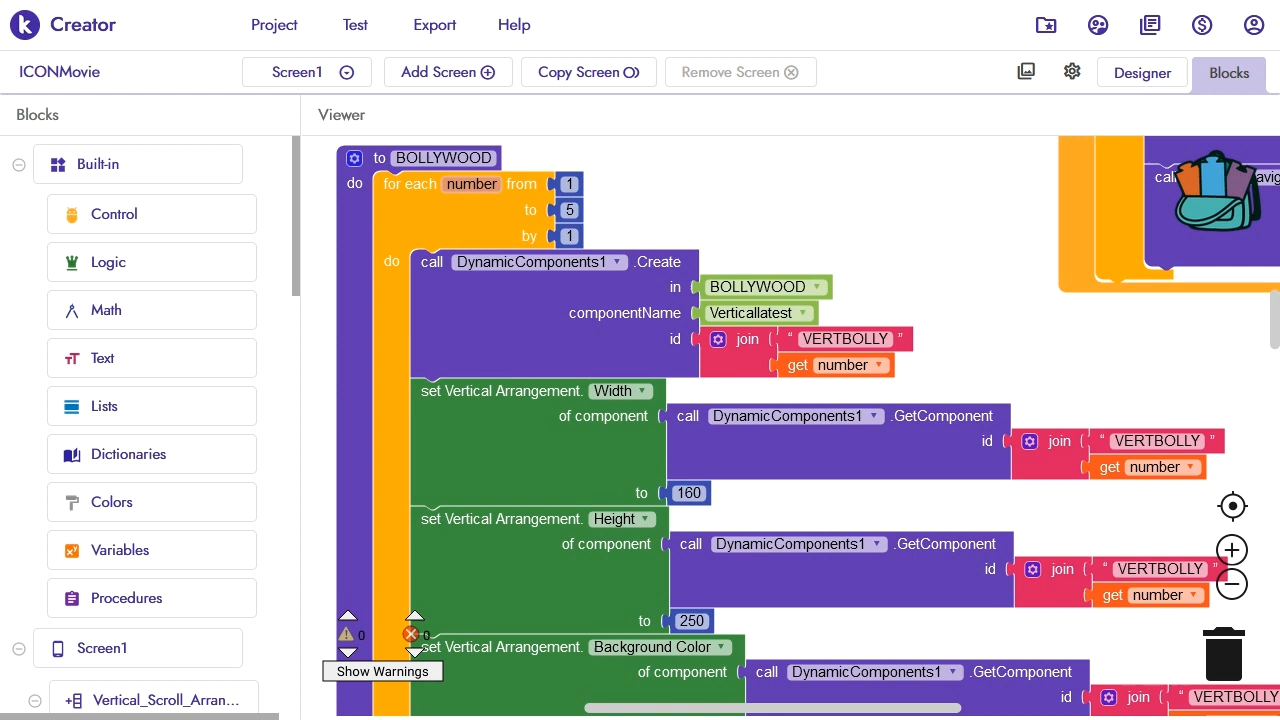 Creator
Project Test Export Help
ICONMovie Screen1 Add Screen Copy Screen Remove Screen Designer Blocks
Blocks Viewer
Built-in
Control
Logic
Math
Text
Lists
Dictionaries
Colors
Variables
Procedures
Screen1
Vertical_Scroll_Arran...
to BOLLYWOOD
do for each number from 1
to 5
by 1
do call DynamicComponents1 .Create
in BOLLYWOOD
componentName Verticallatest
id join “ VERTBOLLY ”
get number
set Vertical Arrangement. Width
of component call DynamicComponents1 .GetComponent
id join “ VERTBOLLY ”
get number
to 160
set Vertical Arrangement. Height
of component call DynamicComponents1 .GetComponent
id join “ VERTBOLLY ”
get number
to 250
set Vertical Arrangement. Background Color
of component call DynamicComponents1 .GetComponent
id join “ VERTBOLLY
0 0
Show Warnings